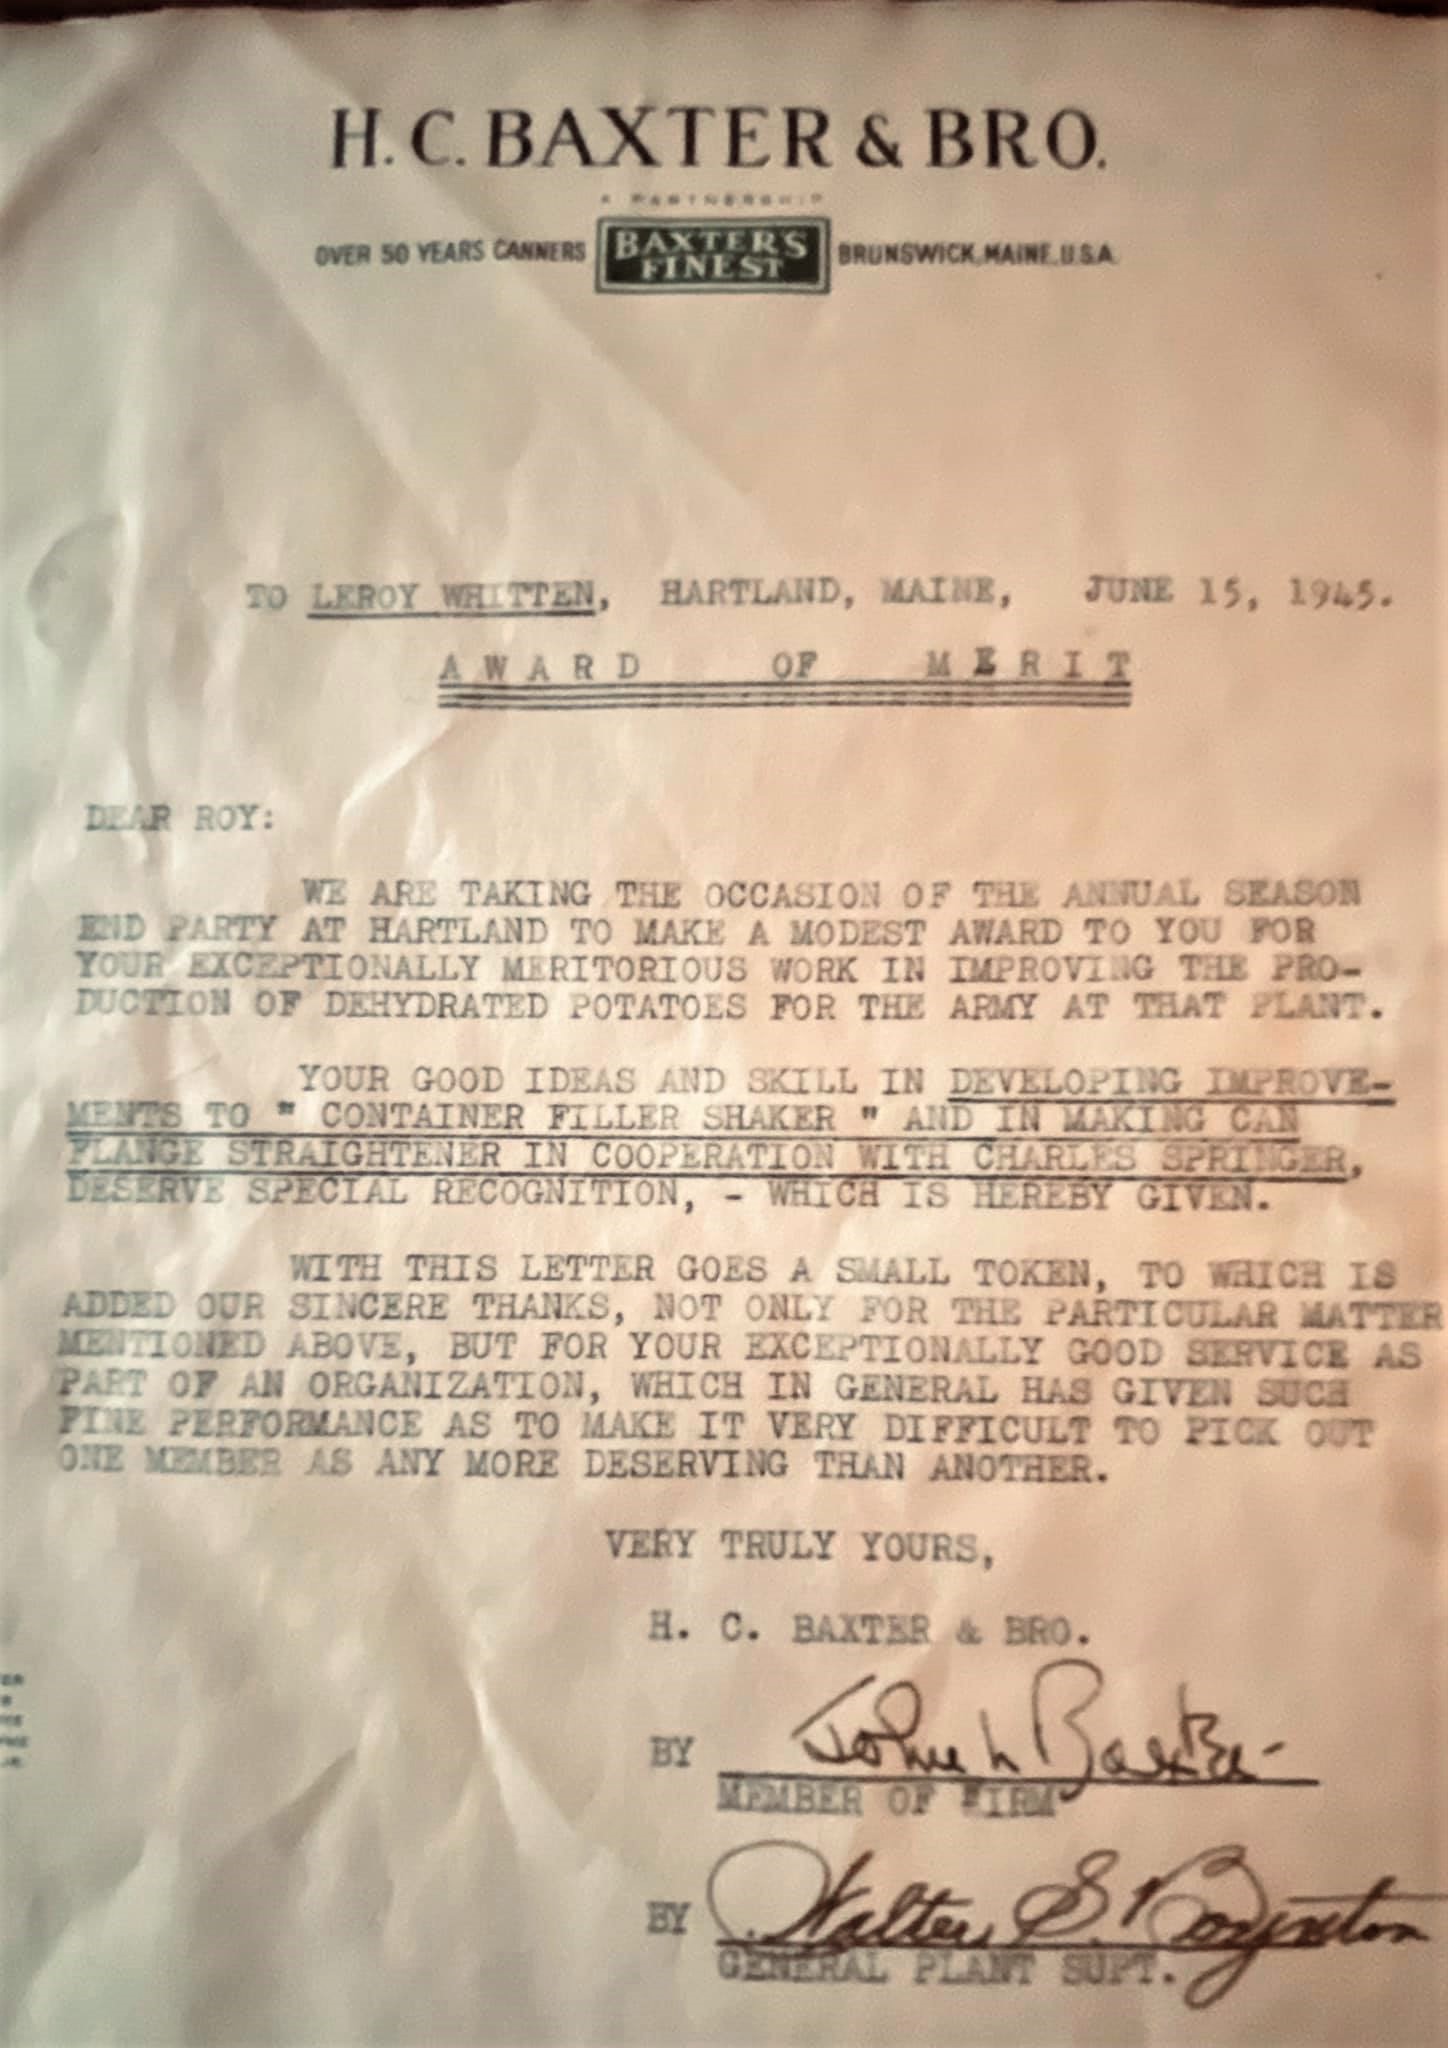 H. C. BAXTER & BRO.
A PARTNERSHIP
OVER 50 YEARS CANNERS BAXTER'S FINEST BRUNSWICK, MAINE, U.S.A.
TO LEROY WHITTEN, HARTLAND, MAINE, JUNE 15, 1945.
AWARD OF MERIT
DEAR ROY:
WE ARE TAKING THE OCCASION OF THE ANNUAL SEASON
END PARTY AT HARTLAND TO MAKE A MODEST AWARD TO YOU FOR
YOUR EXCEPTIONALLY MERITORIOUS WORK IN IMPROVING THE PRO-
DUCTION OF DEHYDRATED POTATOES FOR THE ARMY AT THAT PLANT.
YOUR GOOD IDEAS AND SKILL IN DEVELOPING IMPROVE-
MENTS TO " CONTAINER FILLER SHAKER " AND IN MAKING CAN
FLANGE STRAIGHTENER IN COOPERATION WITH CHARLES SPRINGER,
DESERVE SPECIAL RECOGNITION, - WHICH IS HEREBY GIVEN.
WITH THIS LETTER GOES A SMALL TOKEN, TO WHICH IS
ADDED OUR SINCERE THANKS, NOT ONLY FOR THE PARTICULAR MATTER
MENTIONED ABOVE, BUT FOR YOUR EXCEPTIONALLY GOOD SERVICE AS
PART OF AN ORGANIZATION, WHICH IN GENERAL HAS GIVEN SUCH
FINE PERFORMANCE AS TO MAKE IT VERY DIFFICULT TO PICK OUT
ONE MEMBER AS ANY MORE DESERVING THAN ANOTHER.
VERY TRULY YOURS,
H. C. BAXTER & BRO.
BY John L Baxter
MEMBER OF FIRM
BY Walter S. Boynton
GENERAL PLANT SUPT.